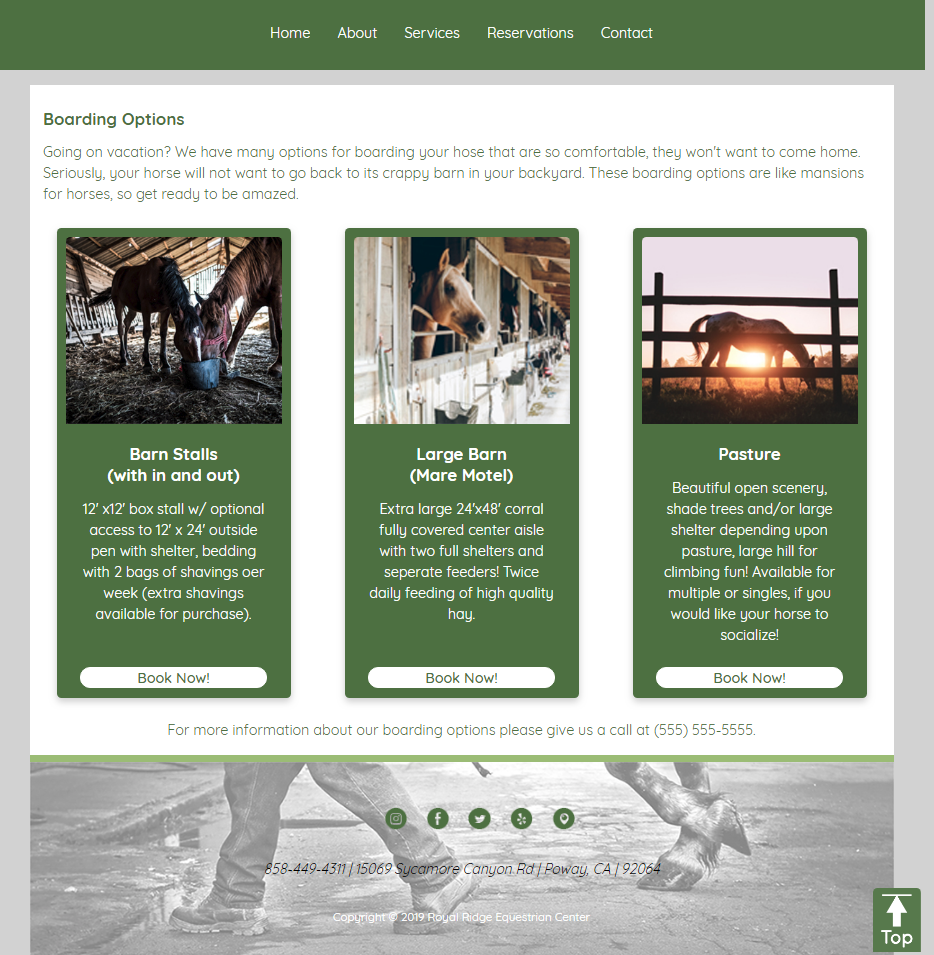 Home About Services Reservations Contact
Boarding Options
Going on vacation? We have many options for boarding your hose that are so comfortable, they won't want to come home.
Seriously, your horse will not want to go back to its crappy barn in your backyard. These boarding options are like mansions
for horses, so get ready to be amazed.
Barn Stalls
(with in and out)
12' x12' box stall w/ optional
access to 12' x 24' outside
pen with shelter, bedding
with 2 bags of shavings oer
week (extra shavings
available for purchase).
Book Now!
Large Barn
(Mare Motel)
Extra large 24'x48' corral
fully covered center aisle
with two full shelters and
seperate feeders! Twice
daily feeding of high quality
hay.
Book Now!
Pasture
Beautiful open scenery,
shade trees and/or large
shelter depending upon
pasture, large hill for
climbing fun! Available for
multiple or singles, if you
would like your horse to
socialize!
Book Now!
For more information about our boarding options please give us a call at (555) 555-5555.
858-449-4311 | 15069 Sycamore Canyon Rd | Poway, CA | 92064
Copyright © 2019 Royal Ridge Equestrian Center
Top